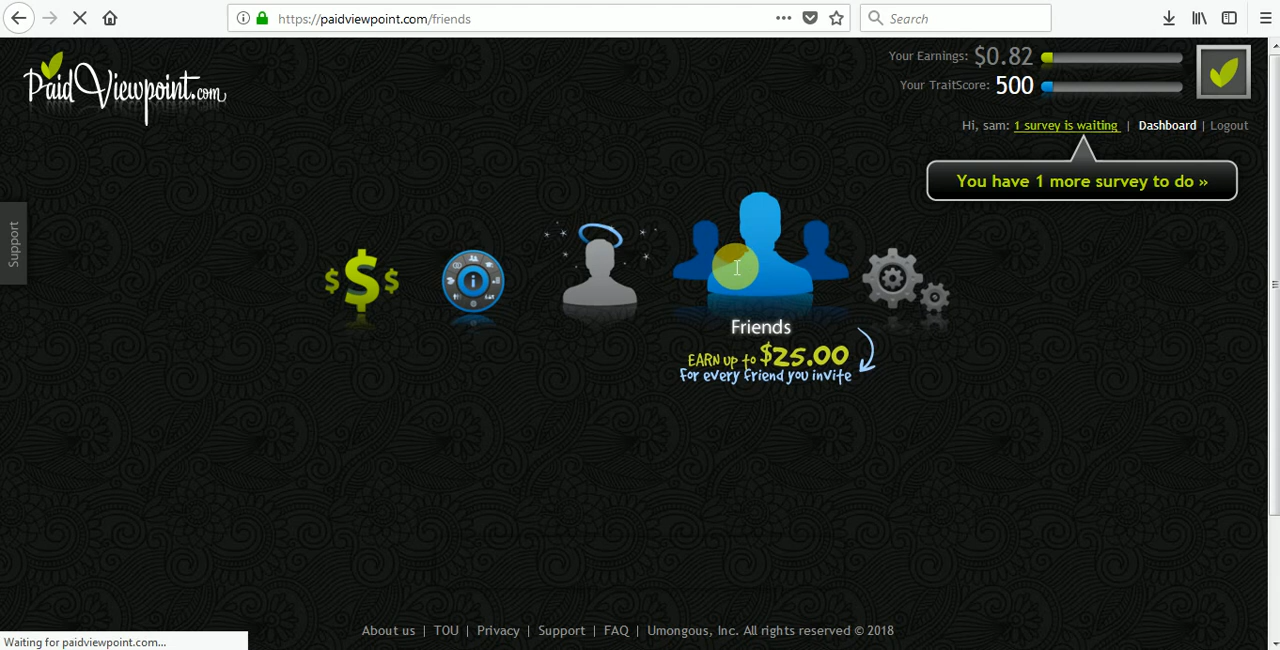 https://paidviewpoint.com/friends
Search
PaidViewpoint.com
Your Earnings: $0.82
Your TraitScore: 500
Hi, sam: 1 survey is waiting | Dashboard | Logout
You have 1 more survey to do »
Support
$ $ $
i
Friends
EARN up to $25.00
For every friend you invite
About us | TOU | Privacy | Support | FAQ | Umongous, Inc. All rights reserved © 2018
Waiting for paidviewpoint.com...